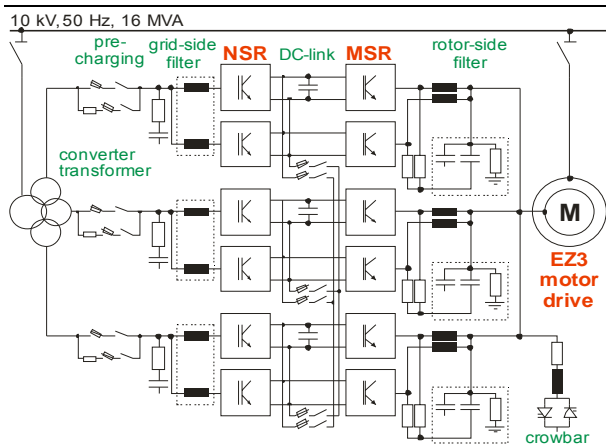 10 kV, 50 Hz, 16 MVA
pre-
charging
grid-side
filter
NSR
DC-link
MSR
rotor-side
filter
converter
transformer
M
EZ3
motor
drive
crowbar